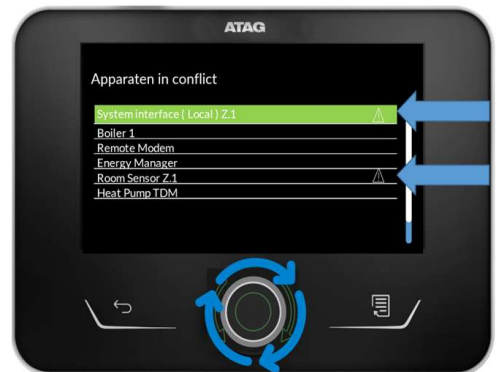 ATAG
Apparaten in conflict
System interface ( Local ) Z.1
Boiler 1
Remote Modem
Energy Manager
Room Sensor Z.1
Heat Pump TDM